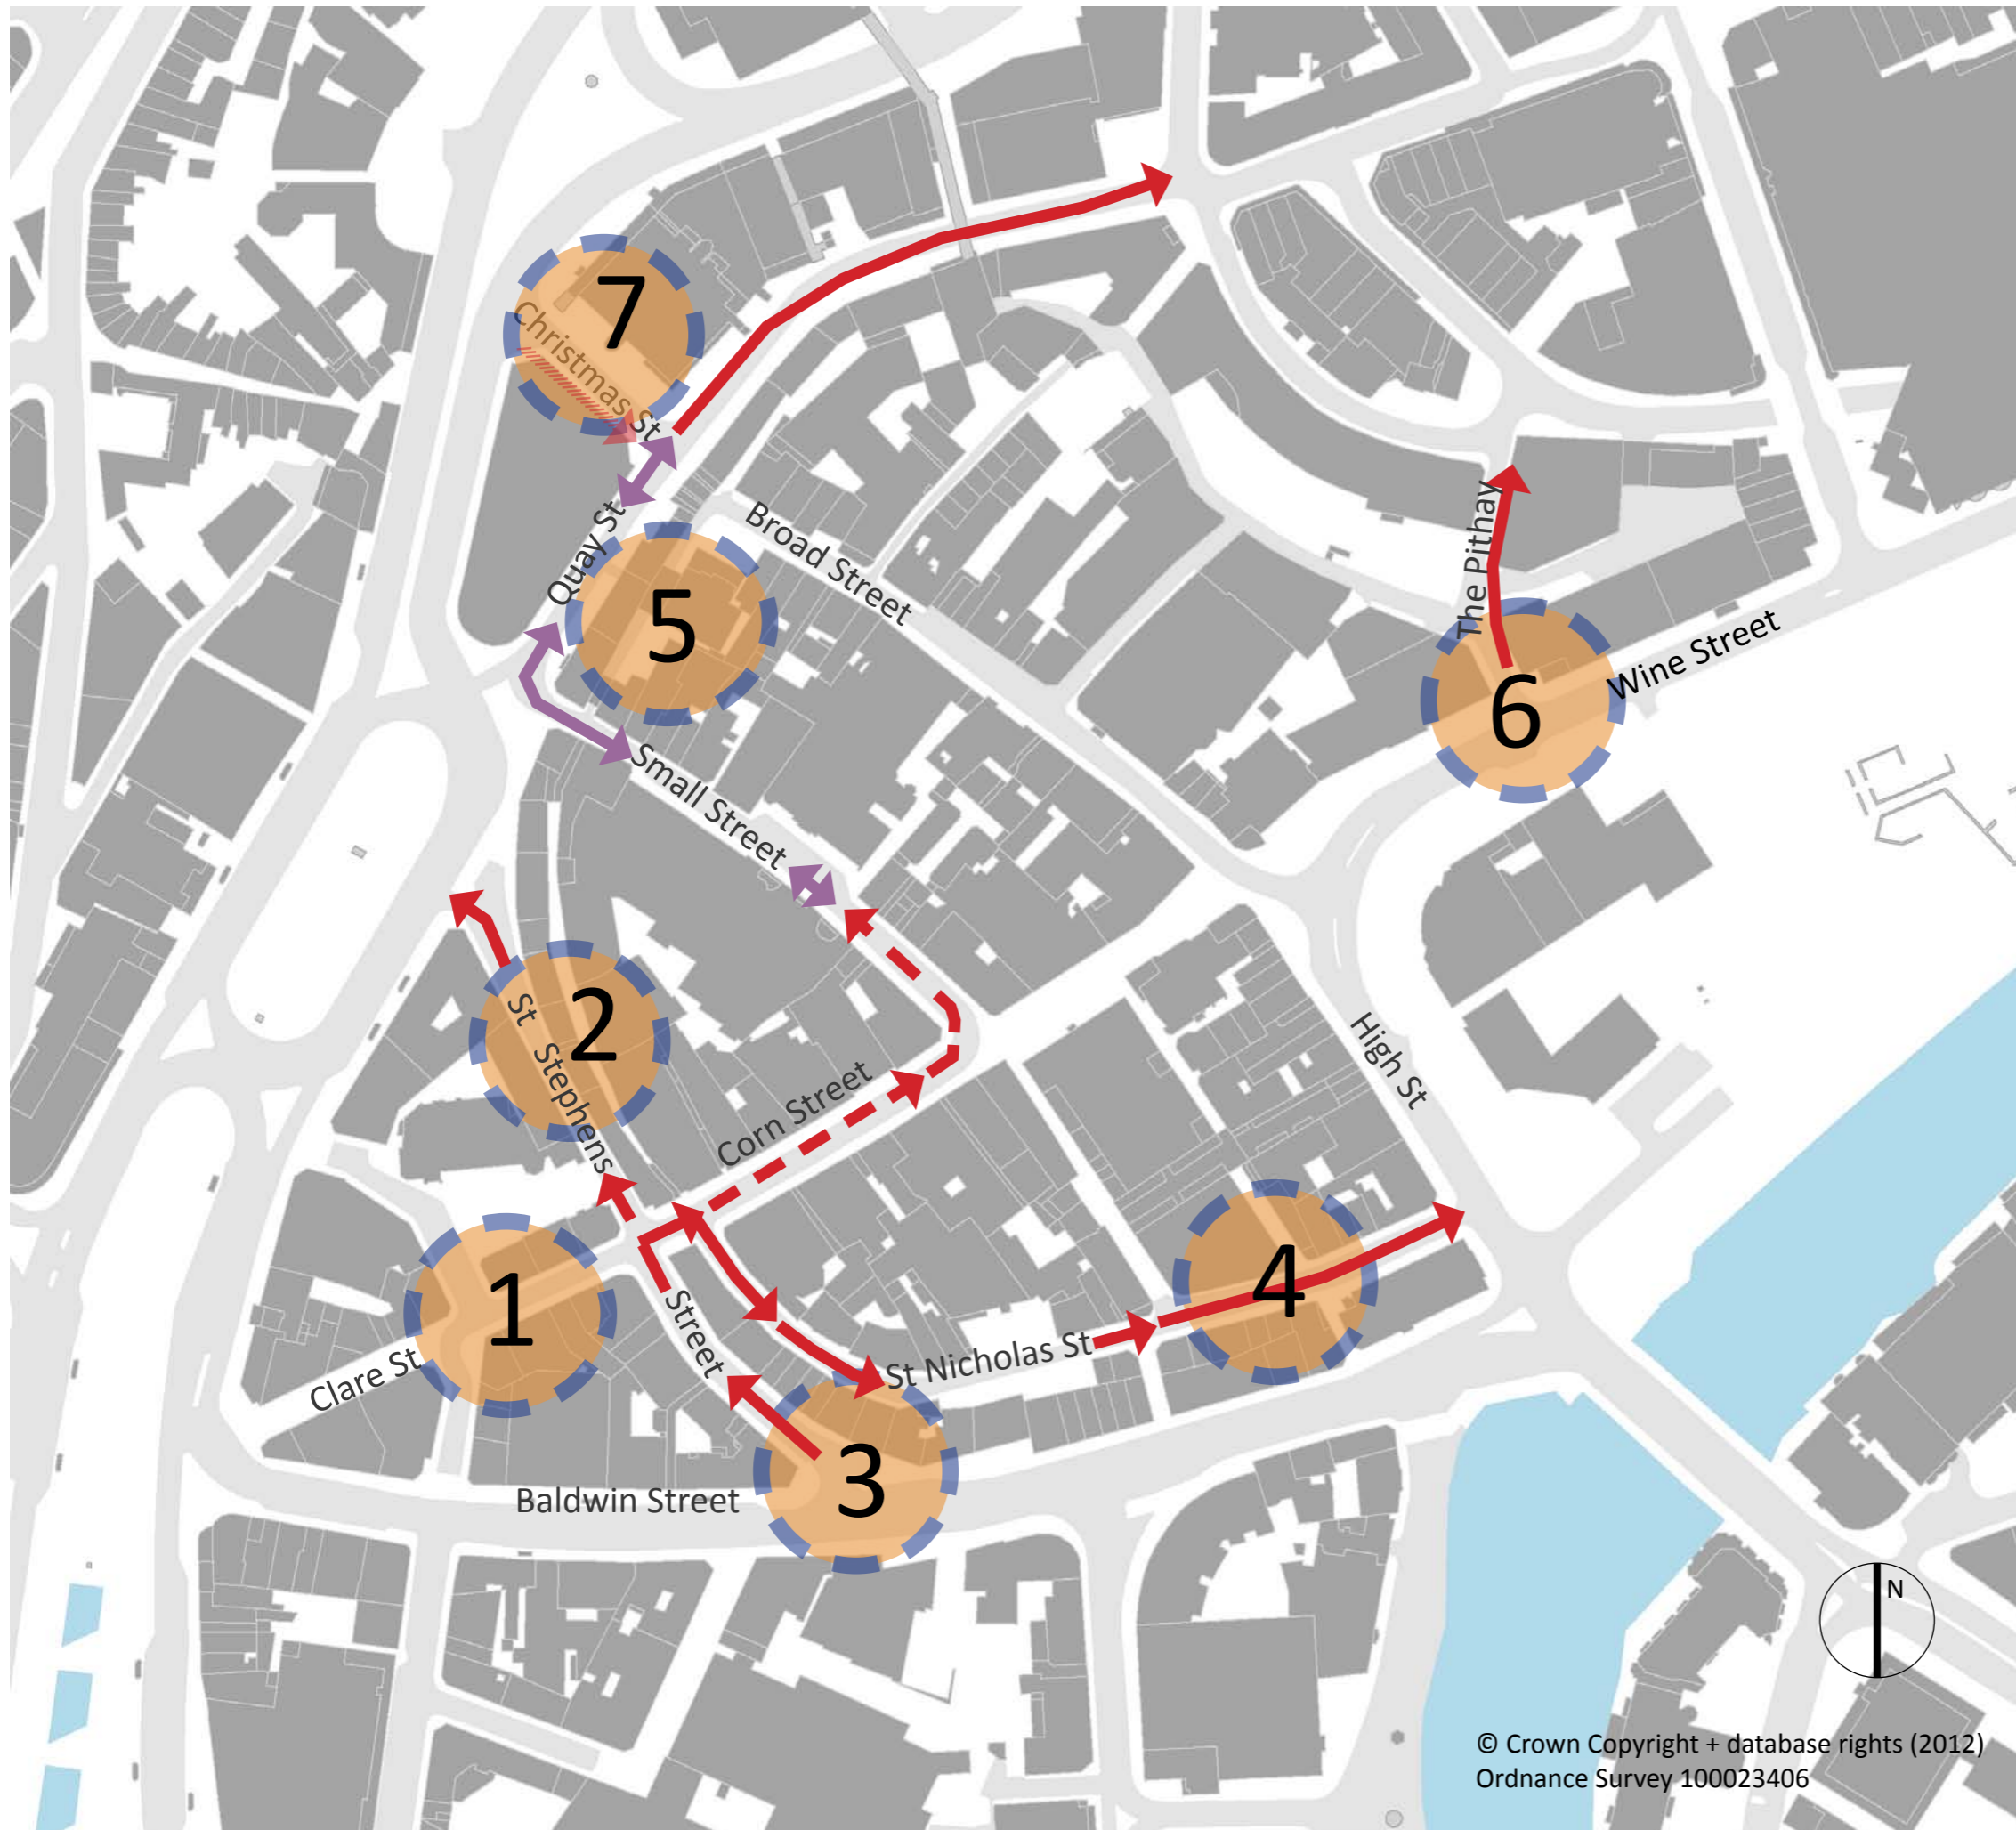 7
Christmas St
Quay St
Broad Street
The Pithay
5
Wine Street
6
Small Street
St Stephens
2
High St
Corn Street
4
1
Street
St Nicholas St
Clare St
3
Baldwin Street
N
© Crown Copyright + database rights (2012)
Ordnance Survey 100023406